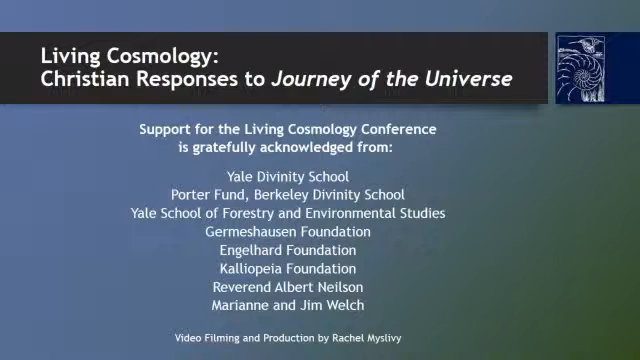 Living Cosmology:
Christian Responses to Journey of the Universe
Support for the Living Cosmology Conference
is gratefully acknowledged from:
Yale Divinity School
Porter Fund, Berkeley Divinity School
Yale School of Forestry and Environmental Studies
Germeshausen Foundation
Engelhard Foundation
Kalliopeia Foundation
Reverend Albert Neilson
Marianne and Jim Welch
Video Filming and Production by Rachel Myslivy